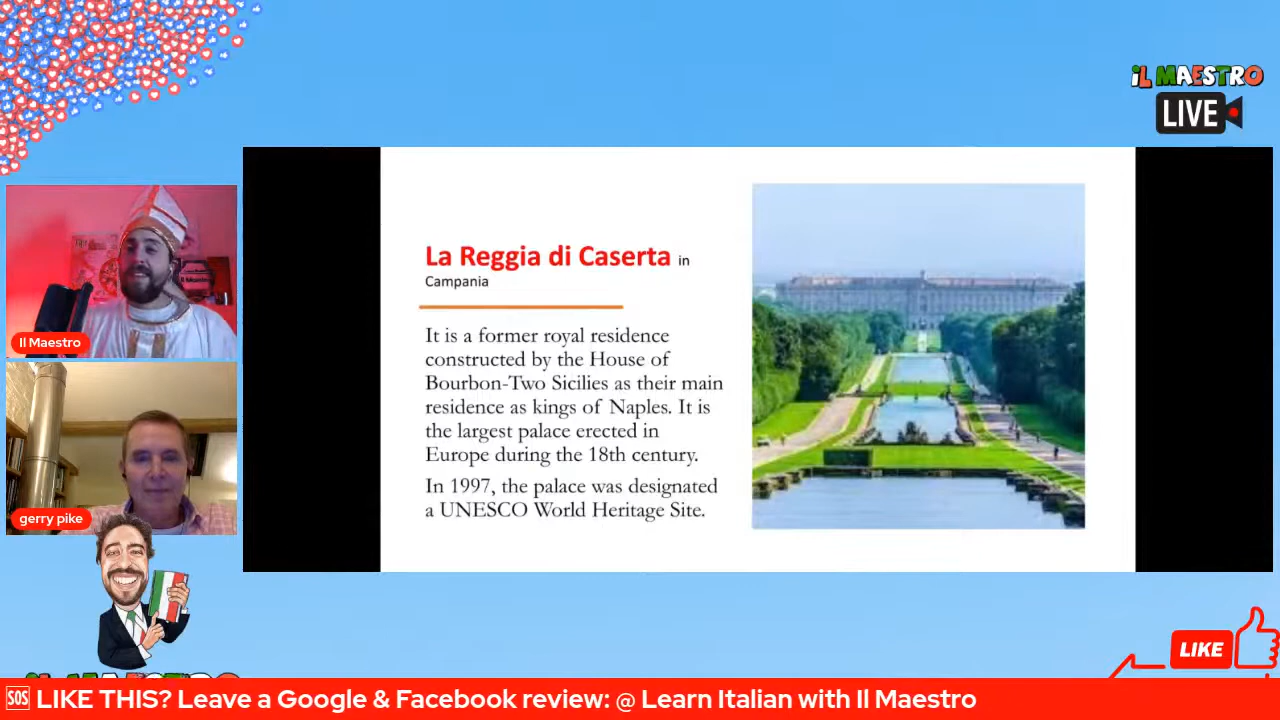 iL MAESTRO
LIVE
La Reggia di Caserta in
Campania
It is a former royal residence
constructed by the House of
Bourbon-Two Sicilies as their main
residence as kings of Naples. It is
the largest palace erected in
Europe during the 18th century.
In 1997, the palace was designated
a UNESCO World Heritage Site.
Il Maestro
gerry pike
LIKE
SOS LIKE THIS? Leave a Google & Facebook review: @ Learn Italian with Il Maestro